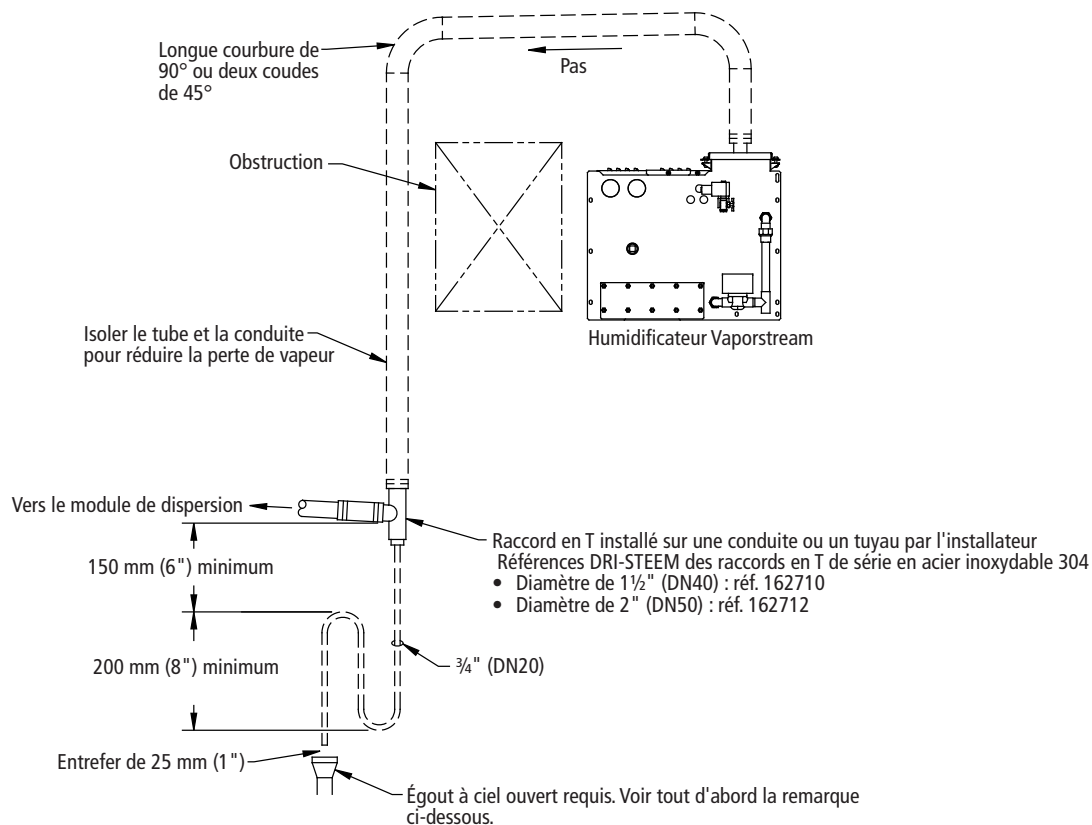 Longue courbure de
90° ou deux coudes
de 45°
Pas
Obstruction
Isoler le tube et la conduite
pour réduire la perte de vapeur
Humidificateur Vaporstream
Vers le module de dispersion
150 mm (6") minimum
Raccord en T installé sur une conduite ou un tuyau par l'installateur
Références DRI-STEEM des raccords en T de série en acier inoxydable 304
• Diamètre de 1½" (DN40) : réf. 162710
• Diamètre de 2" (DN50) : réf. 162712
200 mm (8") minimum
¾" (DN20)
Entrefer de 25 mm (1")
Égout à ciel ouvert requis. Voir tout d'abord la remarque
ci-dessous.